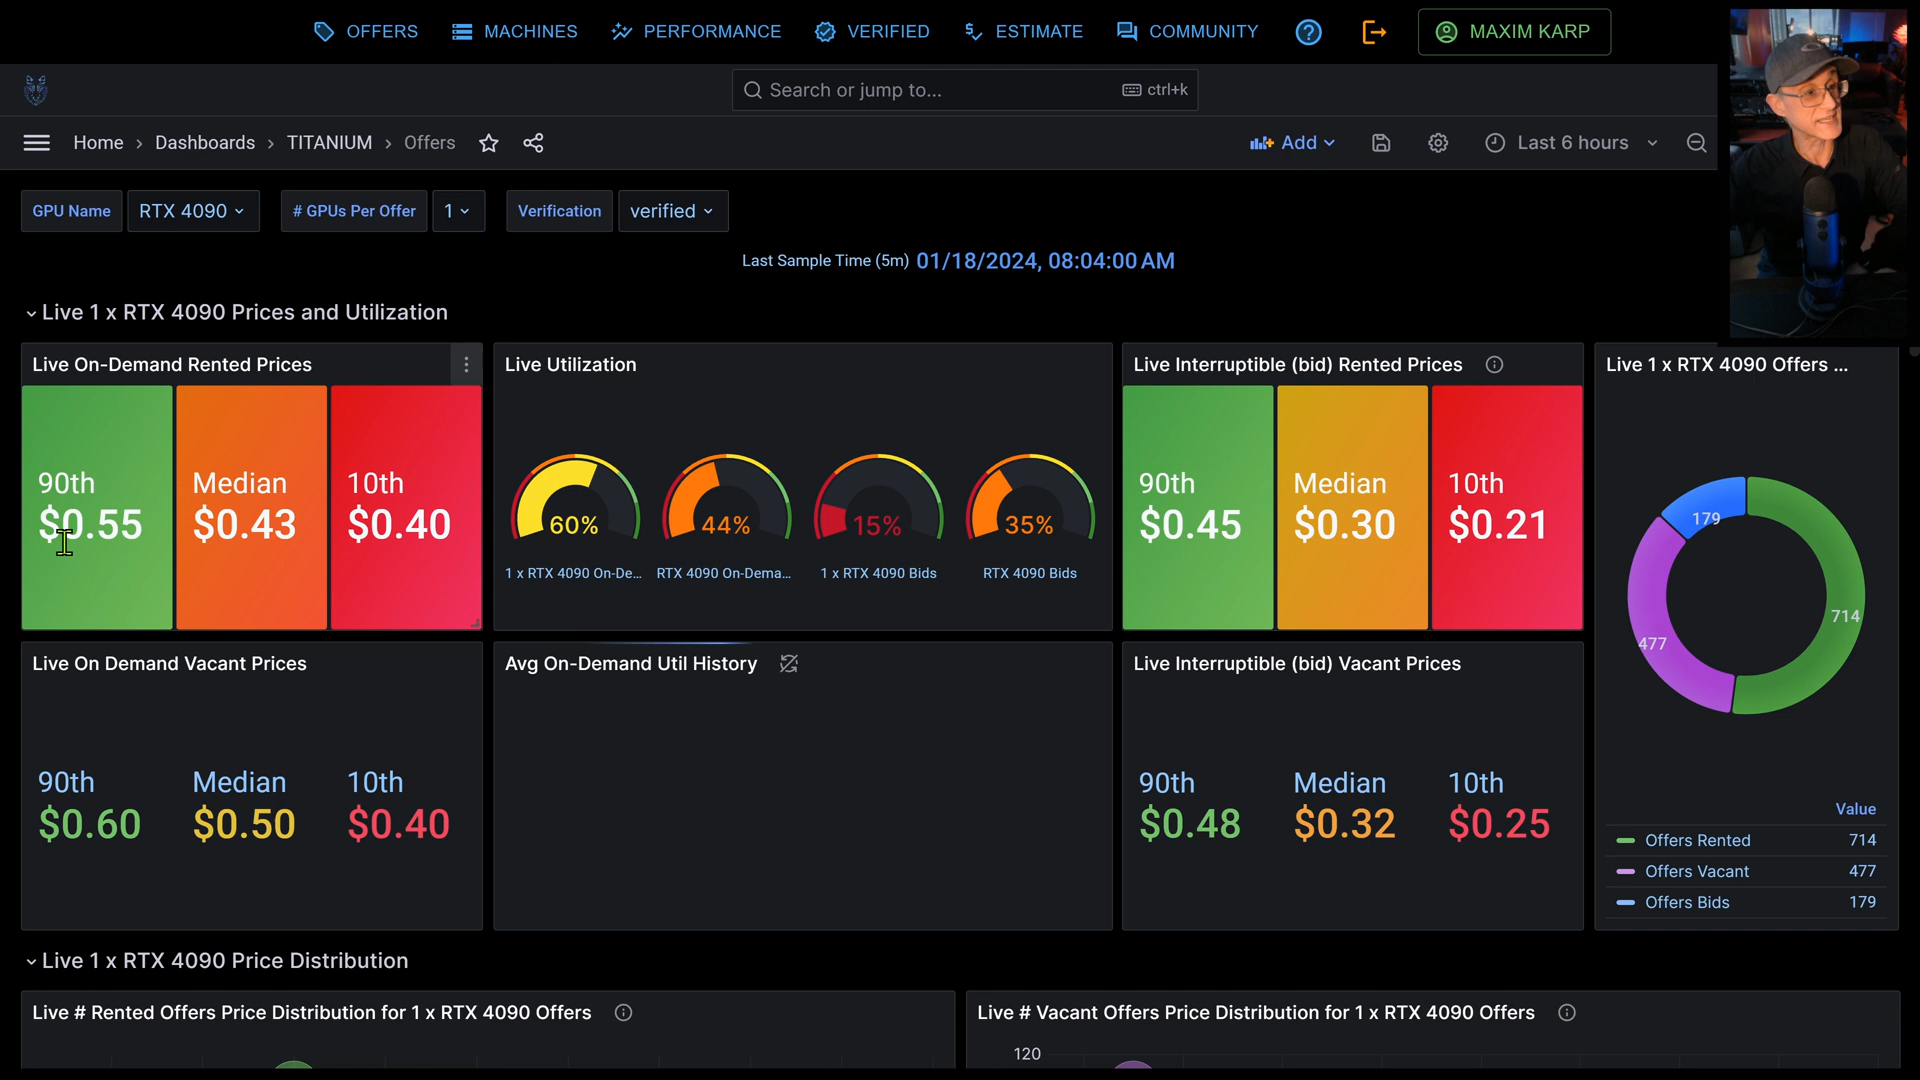 OFFERS
MACHINES
PERFORMANCE
VERIFIED
ESTIMATE
COMMUNITY
MAXIM KARP
Search or jump to...
ctrl+k
Home › Dashboards › TITANIUM › Offers
Add
Last 6 hours
GPU Name
RTX 4090
# GPUs Per Offer
1
Verification
verified
Last Sample Time (5m) 01/18/2024, 08:04:00 AM
Live 1 x RTX 4090 Prices and Utilization
Live On-Demand Rented Prices
90th
$0.55
Median
$0.43
10th
$0.40
Live Utilization
60%
1 x RTX 4090 On-De...
44%
RTX 4090 On-Dema...
15%
1 x RTX 4090 Bids
35%
RTX 4090 Bids
Live Interruptible (bid) Rented Prices
90th
$0.45
Median
$0.30
10th
$0.21
Live 1 x RTX 4090 Offers ...
179
714
477
Value
Offers Rented 714
Offers Vacant 477
Offers Bids 179
Live On Demand Vacant Prices
90th
$0.60
Median
$0.50
10th
$0.40
Avg On-Demand Util History
Live Interruptible (bid) Vacant Prices
90th
$0.48
Median
$0.32
10th
$0.25
Live 1 x RTX 4090 Price Distribution
Live # Rented Offers Price Distribution for 1 x RTX 4090 Offers
Live # Vacant Offers Price Distribution for 1 x RTX 4090 Offers
120